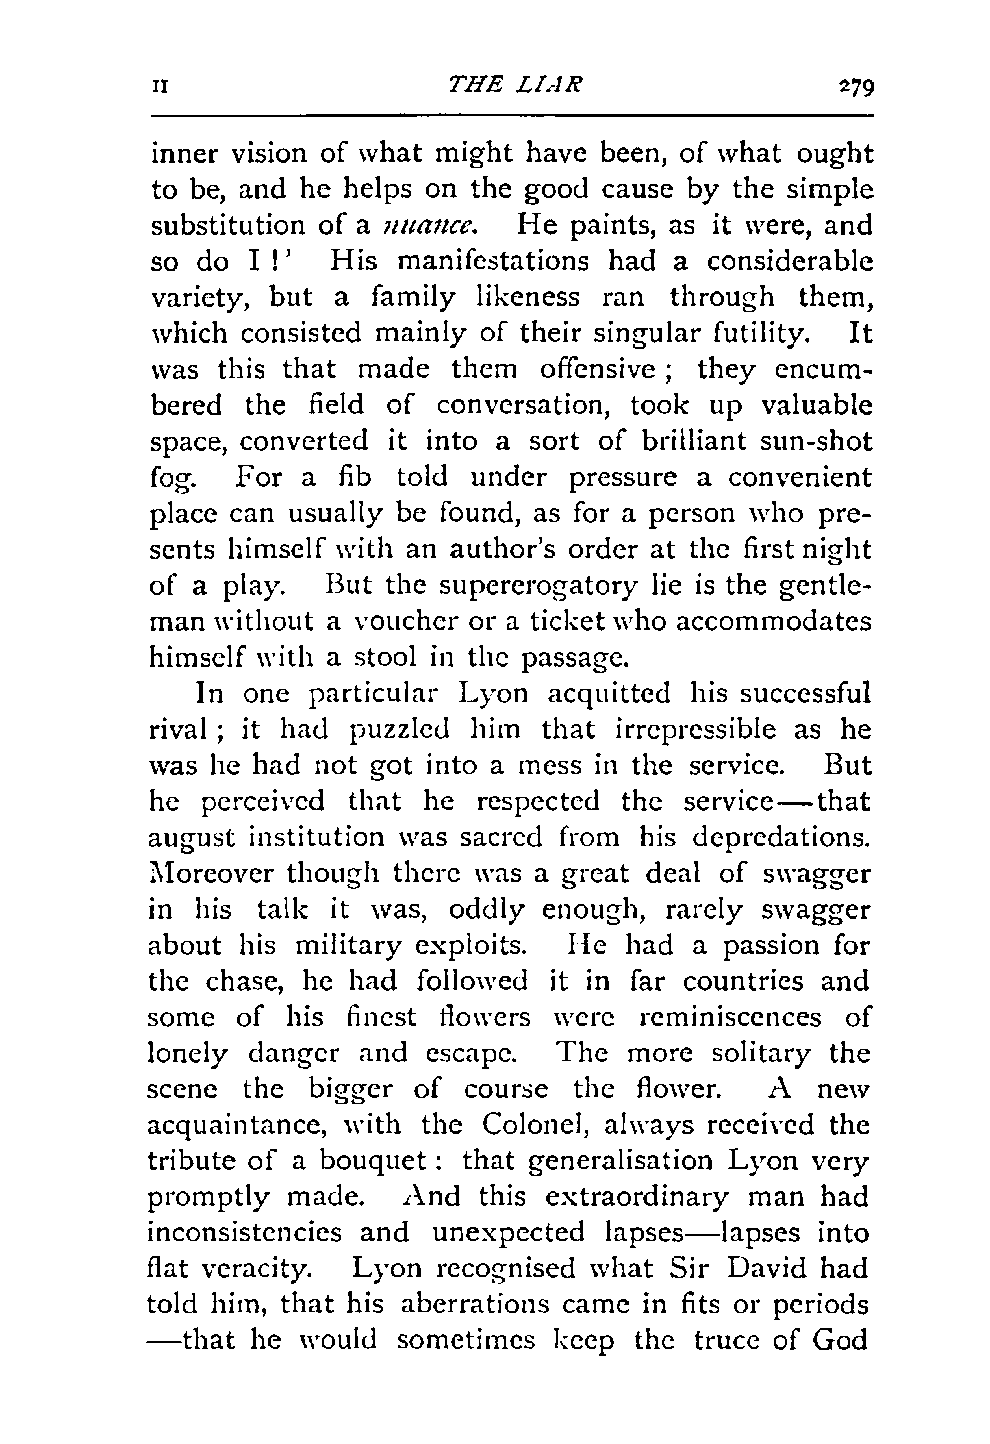 II THE LIAR 279
inner vision of what might have been, of what ought
to be, and he helps on the good cause by the simple
substitution of a nuance. He paints, as it were, and
so do I!’ His manifestations had a considerable
variety, but a family likeness ran through them,
which consisted mainly of their singular futility. It
was this that made them offensive; they encum-
bered the field of conversation, took up valuable
space, converted it into a sort of brilliant sun-shot
fog. For a fib told under pressure a convenient
place can usually be found, as for a person who pre-
sents himself with an author’s order at the first night
of a play. But the supererogatory lie is the gentle-
man without a voucher or a ticket who accommodates
himself with a stool in the passage.
In one particular Lyon acquitted his successful
rival; it had puzzled him that irrepressible as he
was he had not got into a mess in the service. But
he perceived that he respected the service—that
august institution was sacred from his depredations.
Moreover though there was a great deal of swagger
in his talk it was, oddly enough, rarely swagger
about his military exploits. He had a passion for
the chase, he had followed it in far countries and
some of his finest flowers were reminiscences of
lonely danger and escape. The more solitary the
scene the bigger of course the flower. A new
acquaintance, with the Colonel, always received the
tribute of a bouquet: that generalisation Lyon very
promptly made. And this extraordinary man had
inconsistencies and unexpected lapses—lapses into
flat veracity. Lyon recognised what Sir David had
told him, that his aberrations came in fits or periods
—that he would sometimes keep the truce of God